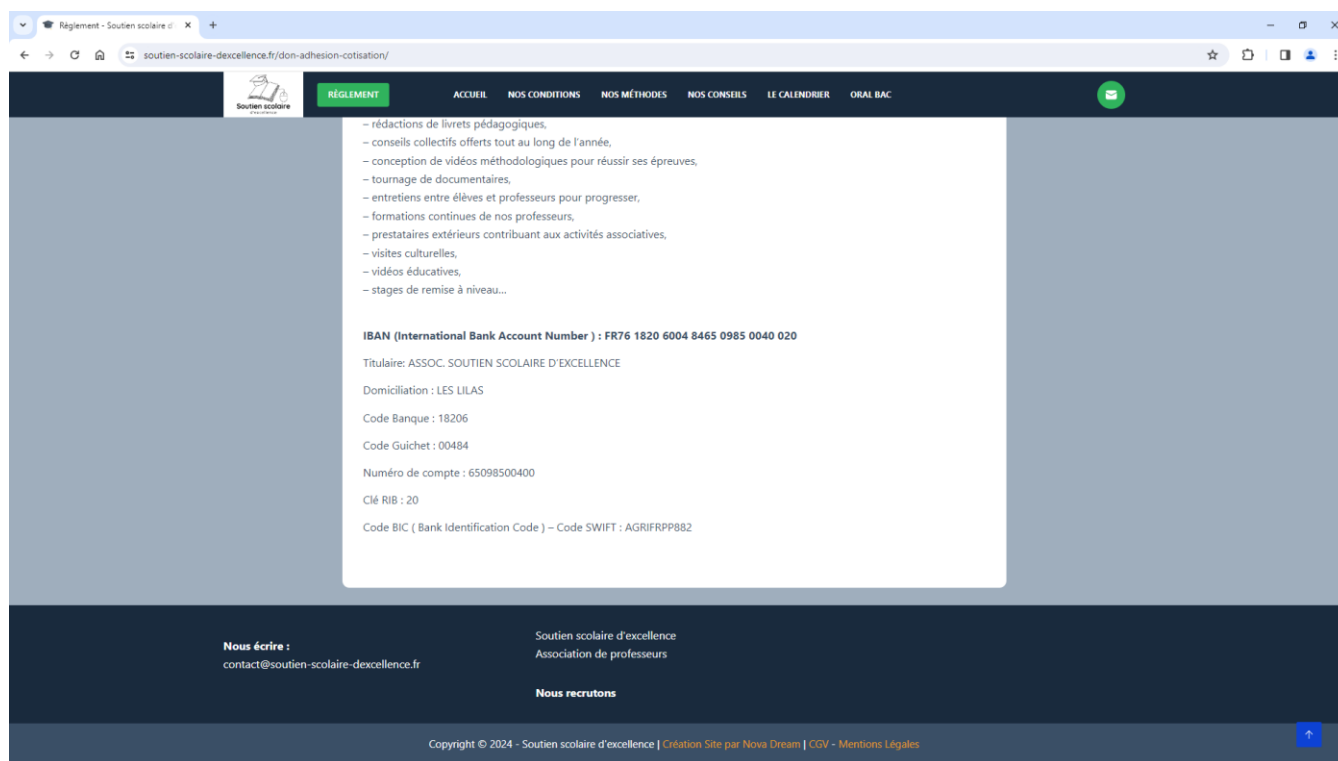 Règlement - Soutien scolaire d'
soutien-scolaire-dexcellence.fr/don-adhesion-cotisation/
Soutien scolaire
d'excellence
RÈGLEMENT
ACCUEIL
NOS CONDITIONS
NOS MÉTHODES
NOS CONSEILS
LE CALENDRIER
ORAL BAC
– rédactions de livrets pédagogiques,
– conseils collectifs offerts tout au long de l'année,
– conception de vidéos méthodologiques pour réussir ses épreuves,
– tournage de documentaires,
– entretiens entre élèves et professeurs pour progresser,
– formations continues de nos professeurs,
– prestataires extérieurs contribuant aux activités associatives,
– visites culturelles,
– vidéos éducatives,
– stages de remise à niveau...
IBAN (International Bank Account Number ) : FR76 1820 6004 8465 0985 0040 020
Titulaire: ASSOC. SOUTIEN SCOLAIRE D'EXCELLENCE
Domiciliation : LES LILAS
Code Banque : 18206
Code Guichet : 00484
Numéro de compte : 65098500400
Clé RIB : 20
Code BIC ( Bank Identification Code ) – Code SWIFT : AGRIFRPP882
Nous écrire :
contact@soutien-scolaire-dexcellence.fr
Soutien scolaire d'excellence
Association de professeurs
Nous recrutons
Copyright © 2024 - Soutien scolaire d'excellence | Création Site par Nova Dream | CGV - Mentions Légales